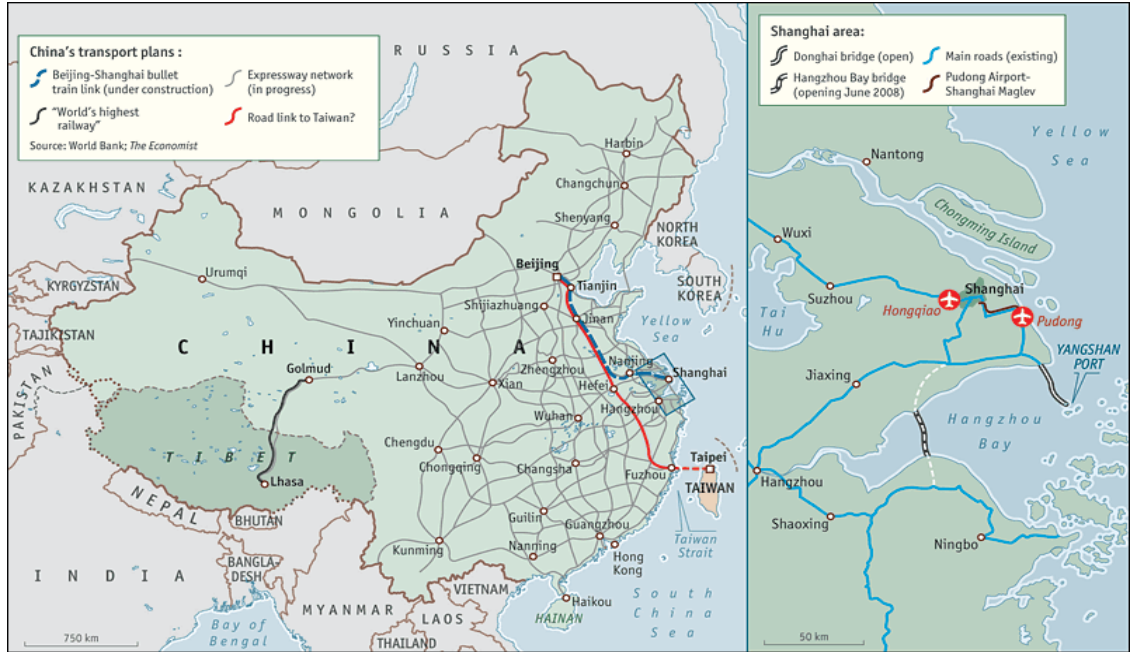 China's transport plans :
Beijing-Shanghai bullet
train link (under construction)
Expressway network
(in progress)
"World's highest
railway"
Road link to Taiwan?
Source: World Bank; The Economist
RUSSIA
KAZAKHSTAN
MONGOLIA
Harbin
Changchun
Shenyang
NORTH
KOREA
SOUTH
KOREA
KYRGYZSTAN
Urumqi
Beijing
Tianjin
TAJIKISTAN
Shijiazhuang
Jinan
Yellow
Sea
Yinchuan
CHINA
PAKISTAN
Golmud
Lanzhou
Xian
Zhengzhou
Nanjing
Shanghai
Hefei
Hangzhou
Wuhan
TIBET
Chengdu
Chongqing
Changsha
Lhasa
Fuzhou
Taipei
TAIWAN
NEPAL
BHUTAN
Guilin
Guangzhou
Taiwan
Strait
Kunming
Nanning
Hong
Kong
INDIA
BANGLA-
DESH
MYANMAR
VIETNAM
LAOS
Haikou
HAINAN
South
China
Sea
Bay of
Bengal
THAILAND
750 km
Shanghai area:
Donghai bridge (open)
Main roads (existing)
Hangzhou Bay bridge
(opening June 2008)
Pudong Airport-
Shanghai Maglev
Yellow
Sea
Nantong
Chongming Island
Wuxi
Suzhou
Shanghai
Hongqiao
Pudong
Tai
Hu
YANGSHAN
PORT
Jiaxing
Hangzhou
Bay
Hangzhou
Shaoxing
Ningbo
50 km